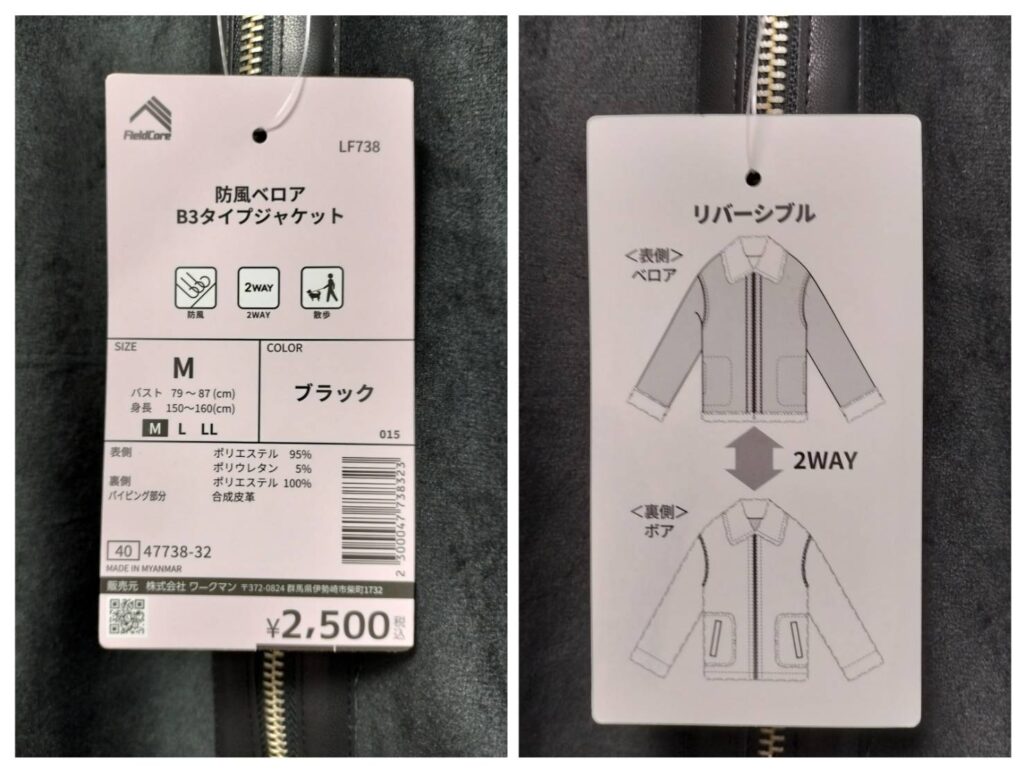 FieldCore
LF738
防風ベロア
B3タイプジャケット
2WAY
防風 2WAY 散歩
SIZE
M
バスト 79～87(cm)
身長 150～160(cm)
M L LL
COLOR
ブラック
015
表側 ポリエステル 95%
ポリウレタン 5%
裏側 ポリエステル 100%
パイピング部分 合成皮革
2300047738323
40 47738-32
MADE IN MYANMAR
販売元 株式会社 ワークマン 〒372-0824 群馬県伊勢崎市柴町1732
¥2,500 税込
リバーシブル
＜表側＞
ベロア
2WAY
＜裏側＞
ボア